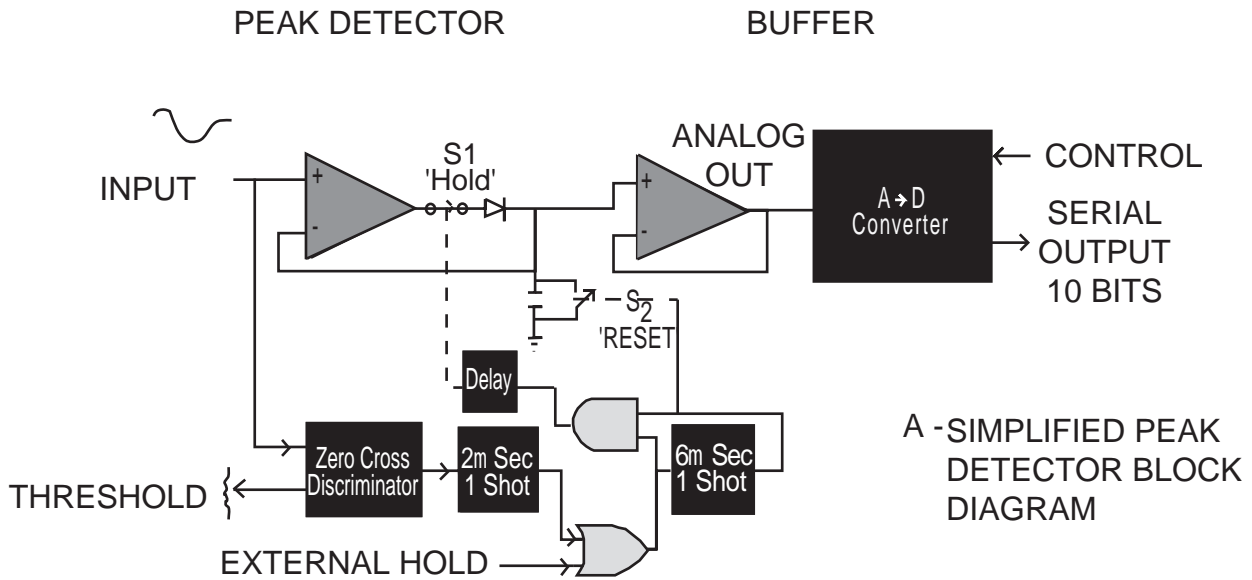 PEAK DETECTOR
BUFFER
INPUT
+
-
S1
'Hold'
+
-
ANALOG
OUT
A → D
Converter
CONTROL
SERIAL
OUTPUT
10 BITS
S2
'RESET
Delay
Zero Cross
Discriminator
2m Sec
1 Shot
6m Sec
1 Shot
THRESHOLD
EXTERNAL HOLD
A - SIMPLIFIED PEAK
DETECTOR BLOCK
DIAGRAM